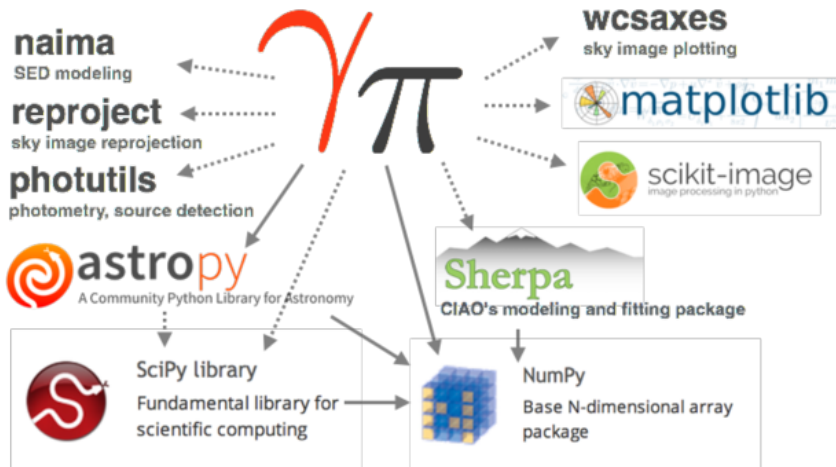 naima
SED modeling
reproject
sky image reprojection
photutils
photometry, source detection
γπ
wcsaxes
sky image plotting
matplotlib
scikit-image
image processing in python
astropy
A Community Python Library for Astronomy
Sherpa
CIAO's modeling and fitting package
SciPy library
Fundamental library for
scientific computing
NumPy
Base N-dimensional array
package